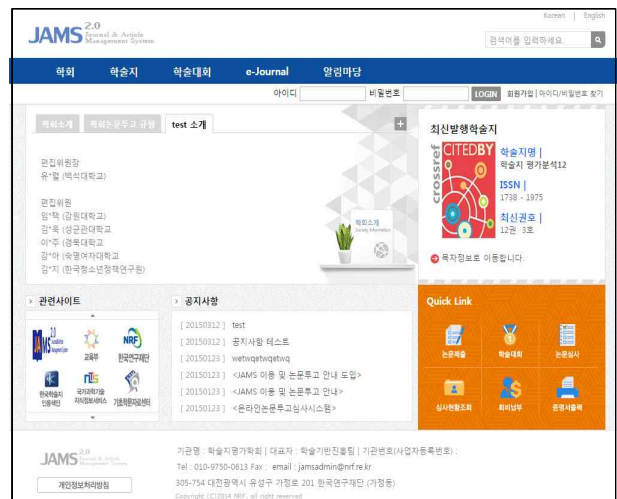 Korean | English
JAMS 2.0
Journal & Article
Management System
검색어를 입력하세요.
학회 학술지 학술대회 e-Journal 알림마당
아이디 비밀번호 LOGIN 회원가입 | 아이디/비밀번호 찾기
학회소개 학회논문투고 규정 test 소개
편집위원장
유*열 (백석대학교)
편집위원
임*택 (강원대학교)
김*욱 (성균관대학교
이*주 (경북대학교
김*아 (숙명여자대학교
김*지 (한국청소년정책연구원)
학회소개
Society Information
최신발행학술지
crossref
CITEDBY
학술지명 |
학술지 평가분석12
ISSN |
1738 - 1975
최신권호 |
12권 3호
독자정보로 이동합니다.
관련사이트
JAMS 2.0
교육부
NRF
한국연구재단
한국학술지
인용색인
국가과학기술
지식정보서비스
기초학문자료센터
공지사항
[ 20150312 ] test
[ 20150312 ] 공지사항 테스트
[ 20150123 ] wetwqetwqetwq
[ 20150123 ] <JAMS 이용 및 논문투고 안내 도입>
[ 20150123 ] <JAMS 이용 및 논문투고 안내>
[ 20150123 ] <온라인논문투고심사시스템>
Quick Link
논문제출 학술대회 논문심사
심사현황조회 회비납부 증명서출력
JAMS 2.0
Journal & Article
Management System
개인정보처리방침
기관명 : 학술지평가학회 | 대표자 : 학술기반진흥팀 | 기관번호(사업자등록번호) :
Tel : 010-9750-0613 Fax : email : jamsadmin@nrf.re.kr
305-754 대전광역시 유성구 가정로 201 한국연구재단 (가정동)
Copyright (C)2014 NRF, all right reserved